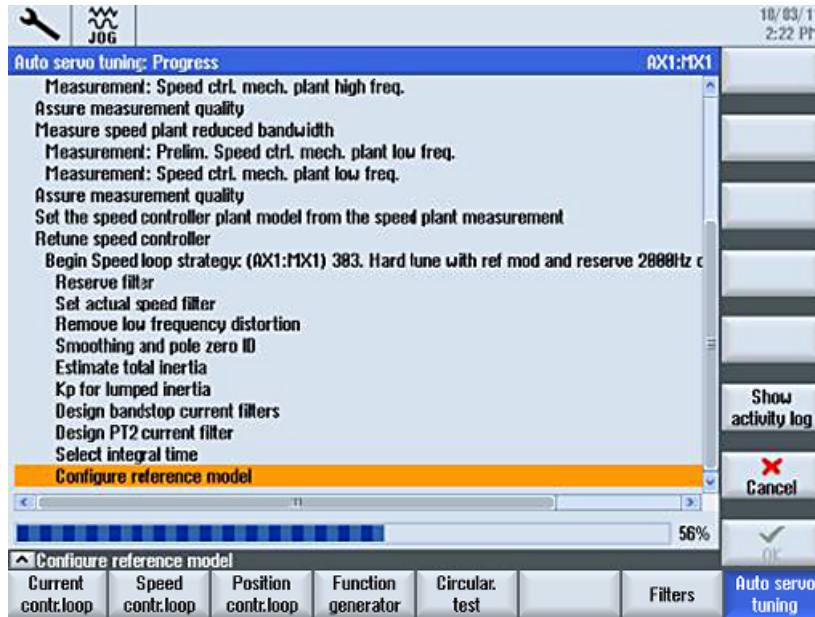 JOG
10/03/1
2:22 PM
Auto servo tuning: Progress AX1:MX1
Measurement: Speed ctrl. mech. plant high freq.
Assure measurement quality
Measure speed plant reduced bandwidth
Measurement: Prelim. Speed ctrl. mech. plant low freq.
Measurement: Speed ctrl. mech. plant low freq.
Assure measurement quality
Set the speed controller plant model from the speed plant measurement
Retune speed controller
Begin Speed loop strategy: (AX1:MX1) 303. Hard tune with ref mod and reserve 2000Hz c
Reserve filter
Set actual speed filter
Remove low frequency distortion
Smoothing and pole zero ID
Estimate total inertia
Kp for lumped inertia
Design bandstop current filters
Design PT2 current filter
Select integral time
Configure reference model
Show
activity log
Cancel
56%
OK
Configure reference model
Current
contr.loop
Speed
contr.loop
Position
contr.loop
Function
generator
Circular.
test
Filters
Auto servo
tuning